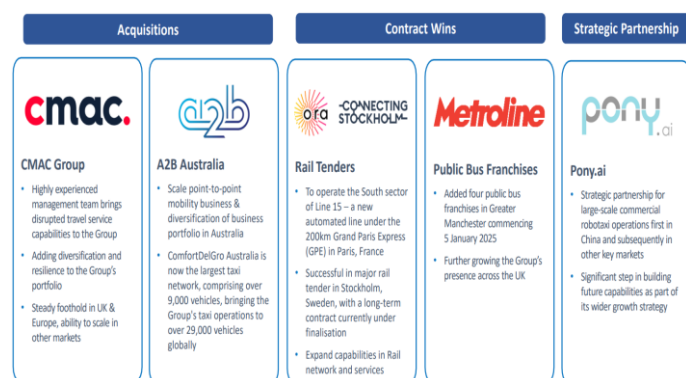 Acquisitions
Contract Wins
Strategic Partnership
cmac.
CMAC Group
• Highly experienced
management team brings
disrupted travel service
capabilities to the Group
• Adding diversification and
resilience to the Group's
portfolio
• Steady foothold in UK &
Europe, ability to scale in
other markets
a2b
A2B Australia
• Scale point-to-point
mobility business &
diversification of business
portfolio in Australia
• ComfortDelGro Australia is
now the largest taxi
network, comprising over
9,000 vehicles, bringing the
Group's taxi operations to
over 29,000 vehicles
globally
ora
CONNECTING
STOCKHOLM
Rail Tenders
• To operate the South sector
of Line 15 – a new
automated line under the
200km Grand Paris Express
(GPE) in Paris, France
• Successful in major rail
tender in Stockholm,
Sweden, with a long-term
contract currently under
finalisation
• Expand capabilities in Rail
network and services
Metroline
Public Bus Franchises
• Added four public bus
franchises in Greater
Manchester commencing
5 January 2025
• Further growing the Group's
presence across the UK
pony.ai
Pony.ai
• Strategic partnership for
large-scale commercial
robotaxi operations first in
China and subsequently in
other key markets
• Significant step in building
future capabilities as part of
its wider growth strategy